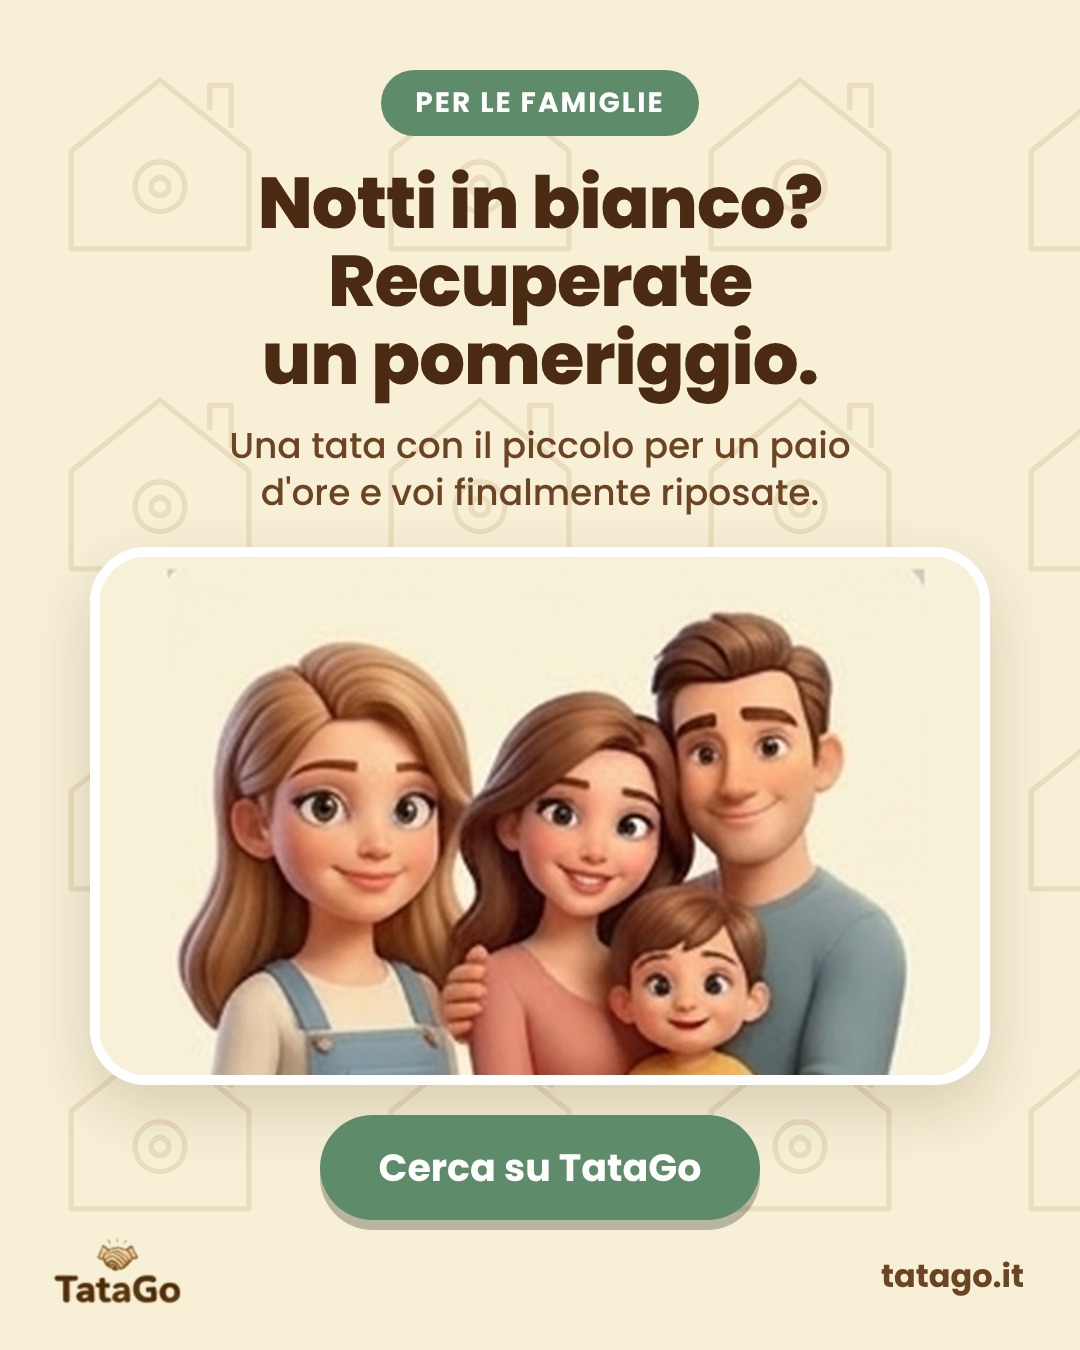 PER LE FAMIGLIE
Notti in bianco?
Recuperate
un pomeriggio.
Una tata con il piccolo per un paio
d'ore e voi finalmente riposate.
Cerca su TataGo
TataGo
tatago.it